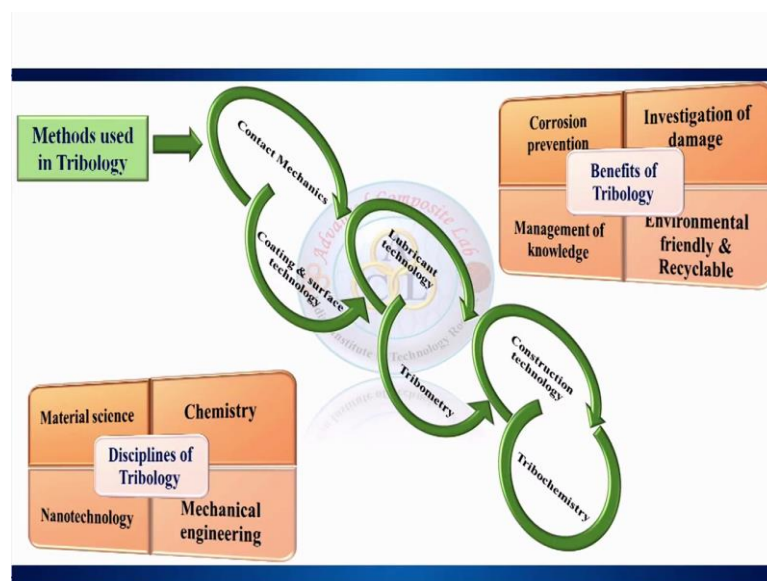 Methods used
in Tribology
Contact Mechanics
Coating & surface
technology
Lubricant
technology
Tribometry
Construction
technology
Tribochemistry
Corrosion
prevention
Investigation of
damage
Benefits of
Tribology
Management of
knowledge
Environmental
friendly &
Recyclable
Material science
Chemistry
Disciplines of
Tribology
Nanotechnology
Mechanical
engineering
Composite Lab